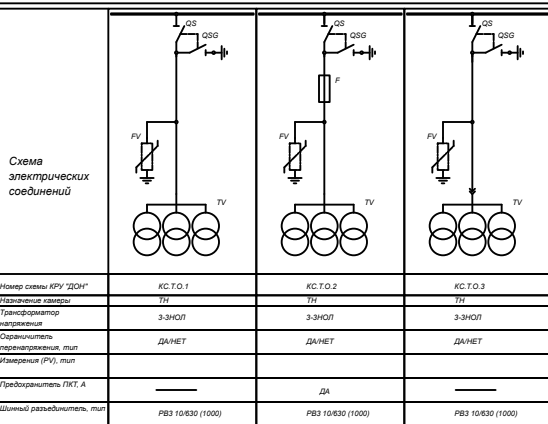 QS
QSG
FV
TV
QS
QSG
F
FV
TV
QS
QSG
FV
TV
Схема
электрических
соединений
Номер схемы КРУ "ДОН" КС.Т.О.1 КС.Т.О.2 КС.Т.О.3
Назначение камеры ТН ТН ТН
Трансформатор
напряжения 3-ЗНОЛ 3-ЗНОЛ 3-ЗНОЛ
Ограничитель
перенапряжения, тип ДА/НЕТ ДА/НЕТ ДА/НЕТ
Измерения (PV), тип
Предохранитель ПКТ, А ДА
Шинный разъединитель, тип РВЗ 10/630 (1000) РВЗ 10/630 (1000) РВЗ 10/630 (1000)